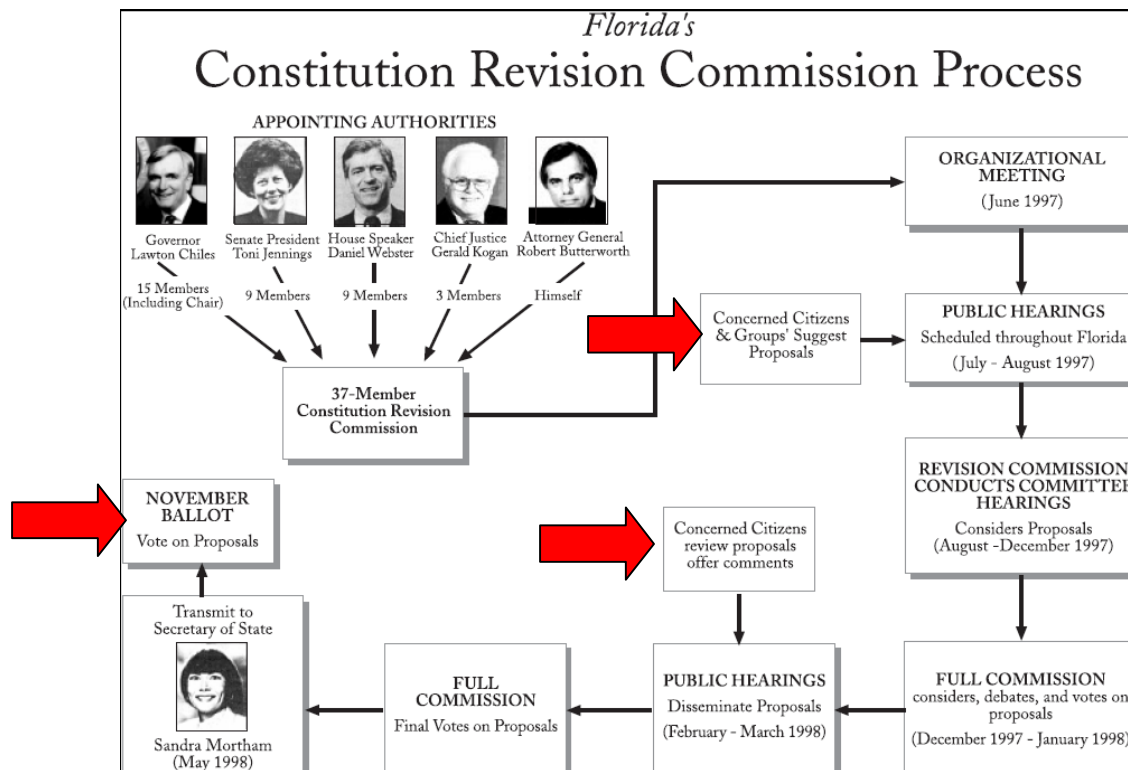 Florida's
Constitution Revision Commission Process
APPOINTING AUTHORITIES
Governor
Lawton Chiles
Senate President
Toni Jennings
House Speaker
Daniel Webster
Chief Justice
Gerald Kogan
Attorney General
Robert Butterworth
15 Members
(Including Chair)
9 Members
9 Members
3 Members
Himself
37-Member
Constitution Revision
Commission
ORGANIZATIONAL
MEETING
(June 1997)
Concerned Citizens
& Groups' Suggest
Proposals
PUBLIC HEARINGS
Scheduled throughout Florida
(July - August 1997)
REVISION COMMISSION
CONDUCTS COMMITTEE
HEARINGS
Considers Proposals
(August -December 1997)
FULL COMMISSION
considers, debates, and votes on
proposals
(December 1997 - January 1998)
Concerned Citizens
review proposals
offer comments
PUBLIC HEARINGS
Disseminate Proposals
(February - March 1998)
FULL
COMMISSION
Final Votes on Proposals
Transmit to
Secretary of State
Sandra Mortham
(May 1998)
NOVEMBER
BALLOT
Vote on Proposals